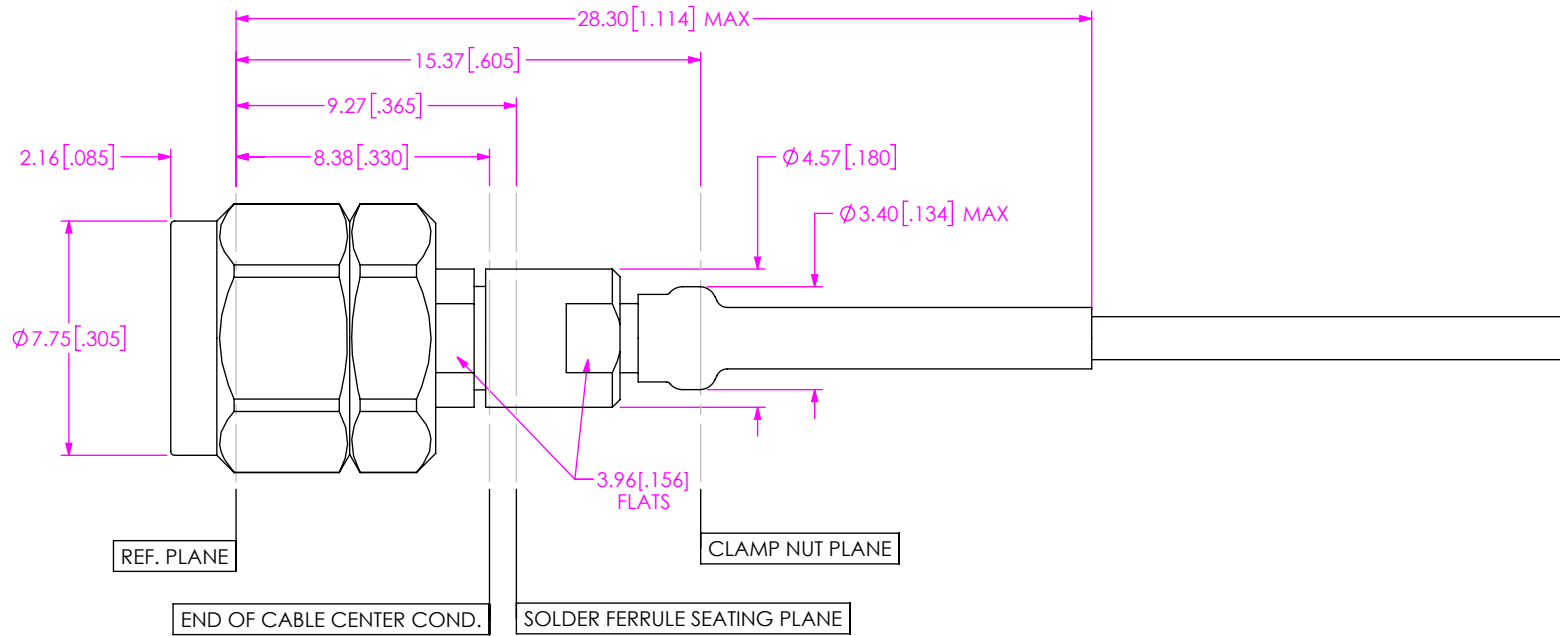 28.30[1.114] MAX
15.37[.605]
9.27[.365]
2.16[.085]
8.38[.330]
Ø4.57[.180]
Ø3.40[.134] MAX
Ø7.75[.305]
3.96[.156]
FLATS
REF. PLANE
CLAMP NUT PLANE
END OF CABLE CENTER COND.
SOLDER FERRULE SEATING PLANE